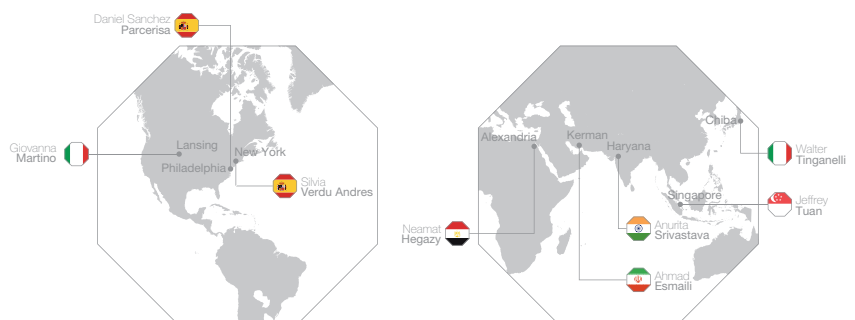 Daniel Sanchez
Parcerisa
Giovanna
Martino
Lansing
New York
Philadelphia
Silvia
Verdu Andres
Chiba
Alexandria
Kerman
Haryana
Walter
Tinganelli
Singapore
Jeffrey
Tuan
Neamat
Hegazy
Anurita
Srivastava
Ahmad
Esmaili